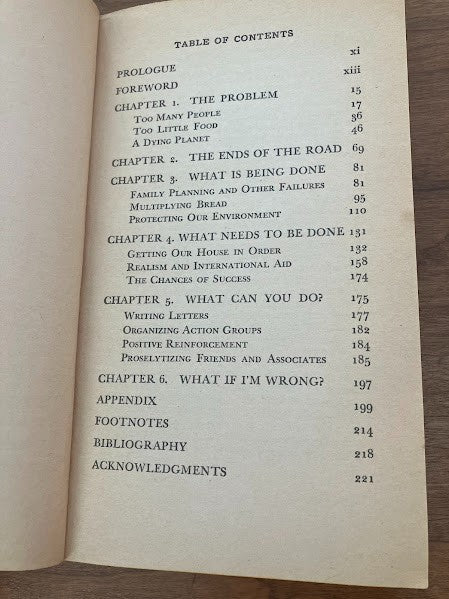 TABLE OF CONTENTS
PROLOGUE xi
FOREWORD xiii
CHAPTER 1. THE PROBLEM 15
TOO MANY PEOPLE 17
TOO LITTLE FOOD 36
A DYING PLANET 46
CHAPTER 2. THE ENDS OF THE ROAD 69
CHAPTER 3. WHAT IS BEING DONE 81
FAMILY PLANNING AND OTHER FAILURES 81
MULTIPLYING BREAD 95
PROTECTING OUR ENVIRONMENT 110
CHAPTER 4. WHAT NEEDS TO BE DONE 131
GETTING OUR HOUSE IN ORDER 132
REALISM AND INTERNATIONAL AID 158
THE CHANCES OF SUCCESS 174
CHAPTER 5. WHAT CAN YOU DO? 175
WRITING LETTERS 177
ORGANIZING ACTION GROUPS 182
POSITIVE REINFORCEMENT 184
PROSELYTIZING FRIENDS AND ASSOCIATES 185
CHAPTER 6. WHAT IF I'M WRONG? 197
APPENDIX 199
FOOTNOTES 214
BIBLIOGRAPHY 218
ACKNOWLEDGMENTS 221